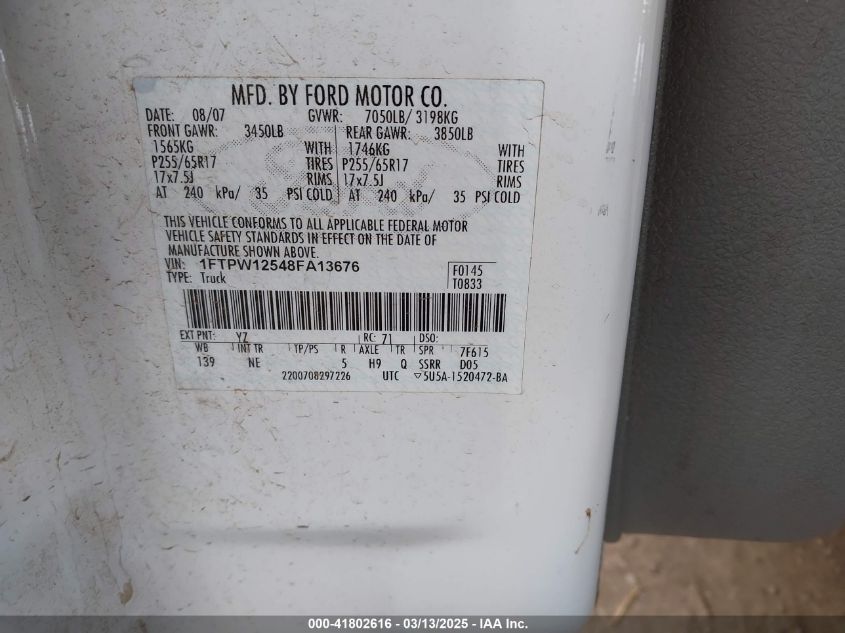 MFD. BY FORD MOTOR CO.
DATE: 08/07 GVWR: 7050LB/ 3198KG
FRONT GAWR: 3450LB REAR GAWR: 3850LB
1565KG WITH 1746KG WITH
P255/65R17 TIRES P255/65R17 TIRES
17x7.5J RIMS 17x7.5J RIMS
AT 240 kPa/ 35 PSI COLD AT 240 kPa/ 35 PSI COLD
THIS VEHICLE CONFORMS TO ALL APPLICABLE FEDERAL MOTOR
VEHICLE SAFETY STANDARDS IN EFFECT ON THE DATE OF
MANUFACTURE SHOWN ABOVE.
VIN: 1FTPW12548FA13676 F0145
TYPE: Truck T0833
EXT PNT: YZ RC: 71 DSO:
WB INT TR TP/PS R AXLE TR SPR 7F615
139 NE 5 H9 Q SSRR D05
2200708297226 UTC ▽5U5A-1520472-BA
000-41802616 - 03/13/2025 - IAA Inc.